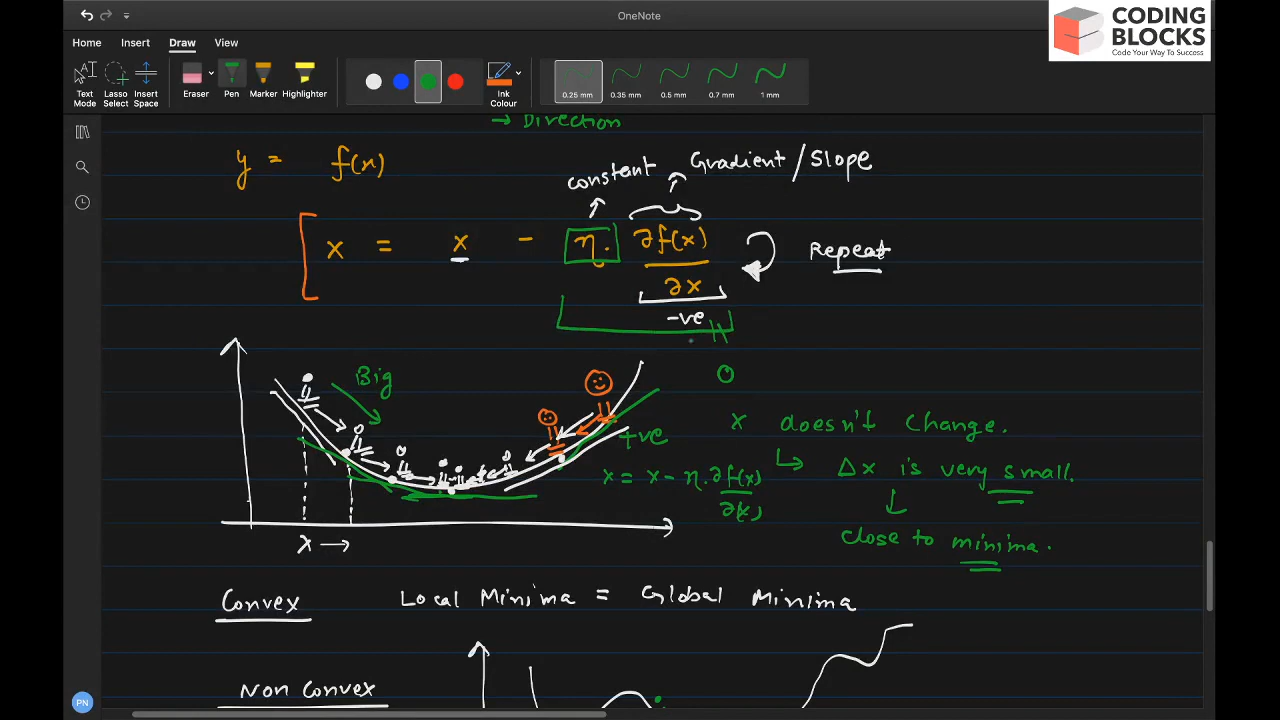 OneNote
CODING
BLOCKS
Code Your Way To Success
Home Insert Draw View
Text Mode
Lasso Select
Insert Space
Eraser
Pen
Marker
Highlighter
Ink Colour
0.25 mm 0.35 mm 0.5 mm 0.7 mm 1 mm
→ Direction
y = f(x)
constant
Gradient / Slope
x = x - η. ∂f(x)
∂x
Repeat
-ve
Big
0
+ve
x doesn't change.
x = x - η. ∂f(x)
∂x
Δx is very small.
close to minima.
x →
Convex Local Minima = Global Minima
Non Convex
PN